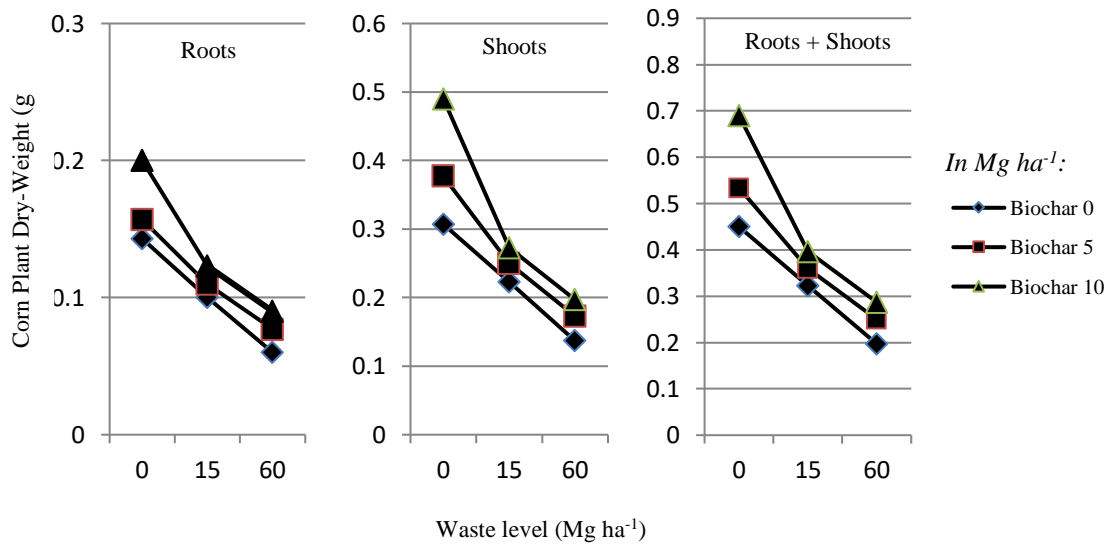 Corn Plant Dry-Weight (g
Roots
0.3
0.2
0.1
0
0 15 60
Shoots
0.6
0.5
0.4
0.3
0.2
0.1
0
0 15 60
Roots + Shoots
0.9
0.8
0.7
0.6
0.5
0.4
0.3
0.2
0.1
0
0 15 60
In Mg ha⁻¹:
Biochar 0
Biochar 5
Biochar 10
Waste level (Mg ha⁻¹)